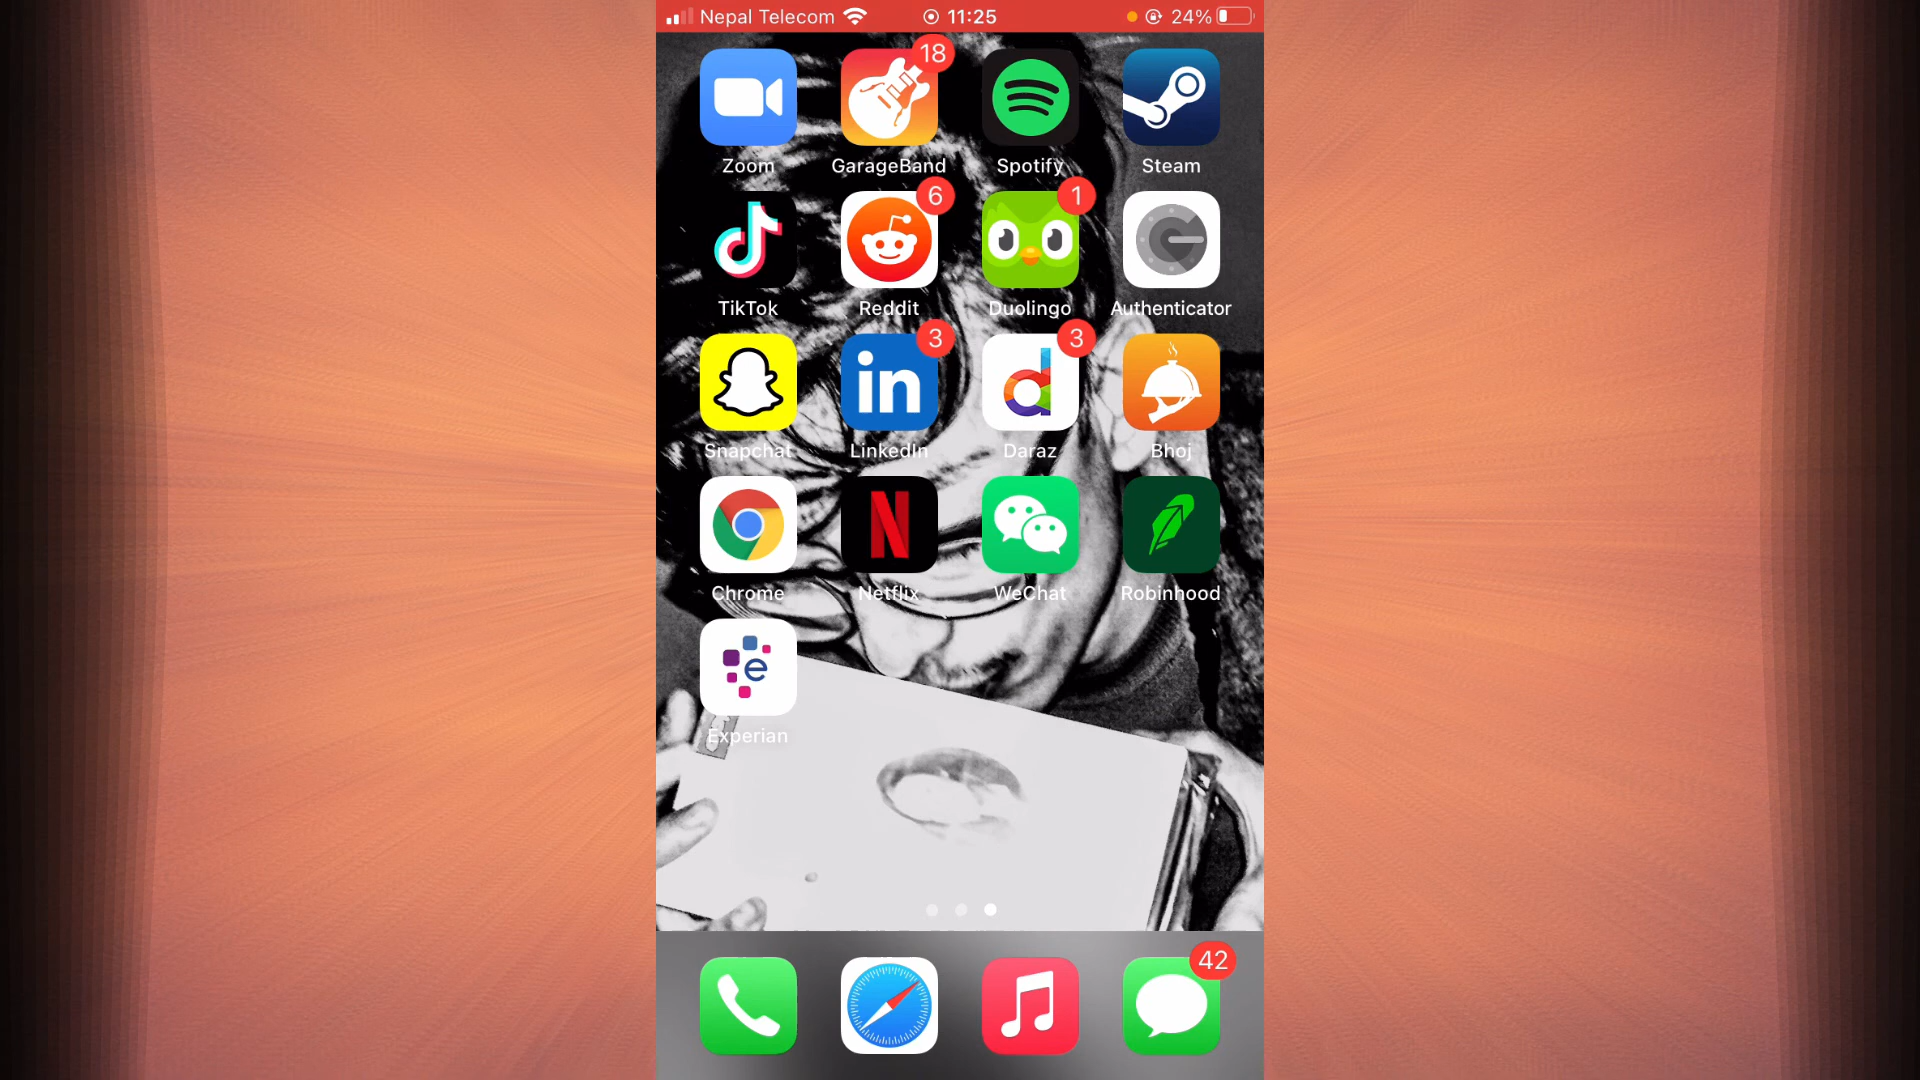 Nepal Telecom 11:25 24%
18
Zoom GarageBand Spotify Steam
6 1
TikTok Reddit Duolingo Authenticator
3 3
in
Snapchat LinkedIn Daraz Bhoj
Chrome Netflix WeChat Robinhood
e
Experian
42